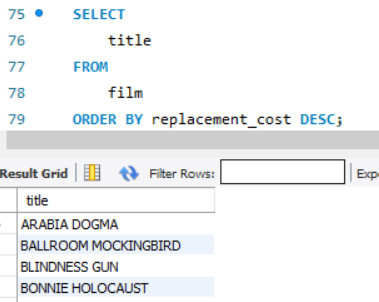 75 SELECT
76 title
77 FROM
78 film
79 ORDER BY replacement_cost DESC;
Result Grid Filter Rows:
title
ARABIA DOGMA
BALLROOM MOCKINGBIRD
BLINDNESS GUN
BONNIE HOLOCAUST